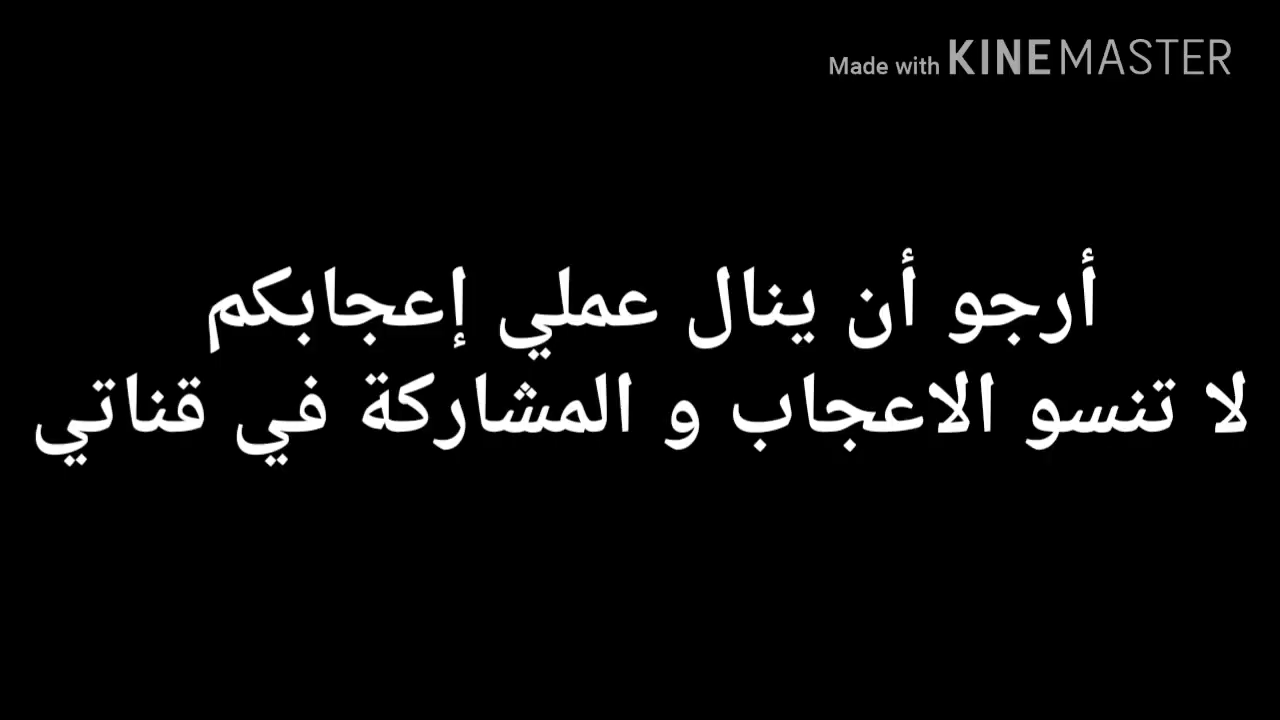 Made with KINEMASTER
أرجو أن ينال عملي إعجابكم
لا تنسو الاعجاب و المشاركة في قناتي